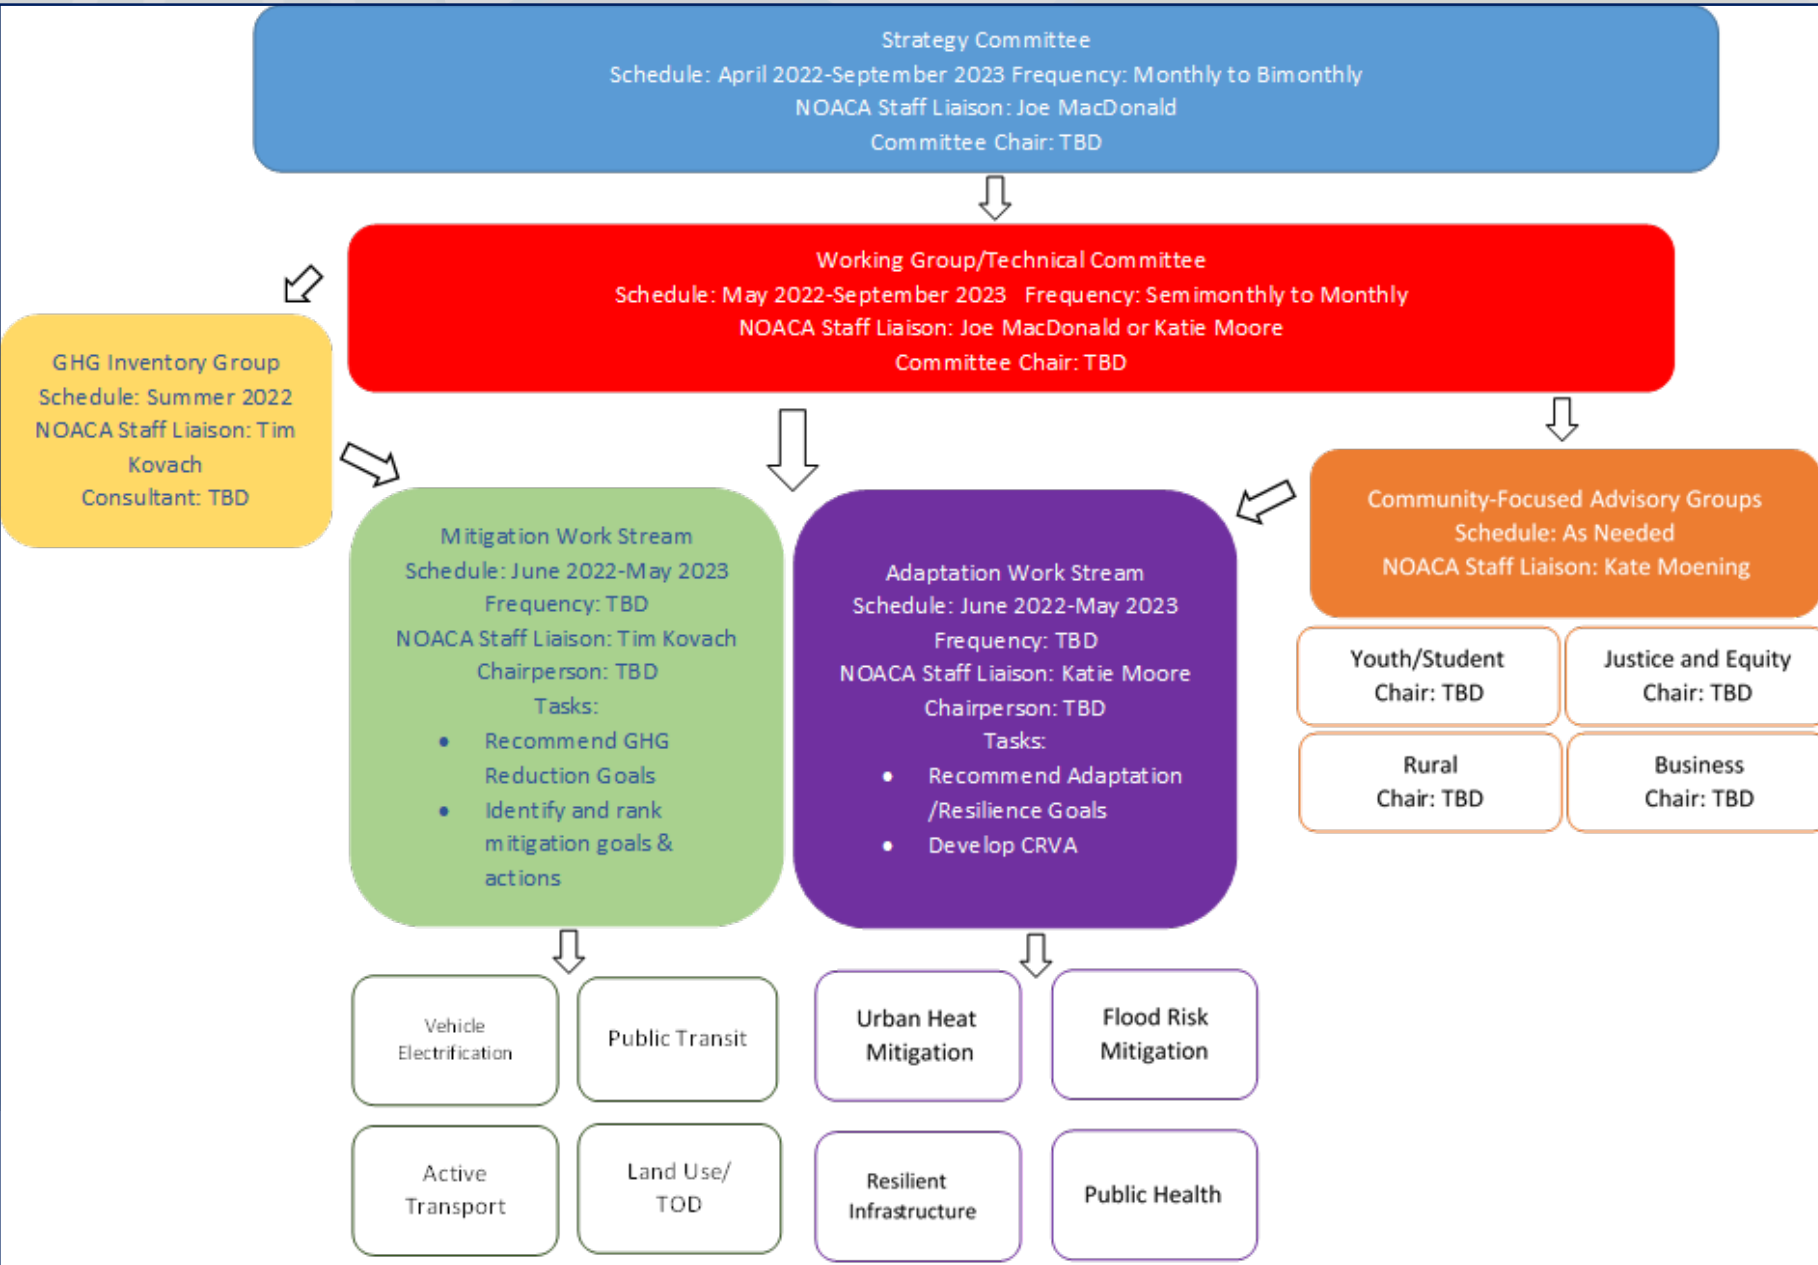 Strategy Committee
Schedule: April 2022-September 2023 Frequency: Monthly to Bimonthly
NOACA Staff Liaison: Joe MacDonald
Committee Chair: TBD
Working Group/Technical Committee
Schedule: May 2022-September 2023 Frequency: Semimonthly to Monthly
NOACA Staff Liaison: Joe MacDonald or Katie Moore
Committee Chair: TBD
GHG Inventory Group
Schedule: Summer 2022
NOACA Staff Liaison: Tim
Kovach
Consultant: TBD
Mitigation Work Stream
Schedule: June 2022-May 2023
Frequency: TBD
NOACA Staff Liaison: Tim Kovach
Chairperson: TBD
Tasks:
• Recommend GHG
Reduction Goals
• Identify and rank
mitigation goals &
actions
Adaptation Work Stream
Schedule: June 2022-May 2023
Frequency: TBD
NOACA Staff Liaison: Katie Moore
Chairperson: TBD
Tasks:
• Recommend Adaptation
/Resilience Goals
• Develop CRVA
Community-Focused Advisory Groups
Schedule: As Needed
NOACA Staff Liaison: Kate Moening
Youth/Student
Chair: TBD
Justice and Equity
Chair: TBD
Rural
Chair: TBD
Business
Chair: TBD
Vehicle
Electrification
Public Transit
Active
Transport
Land Use/
TOD
Urban Heat
Mitigation
Flood Risk
Mitigation
Resilient
Infrastructure
Public Health